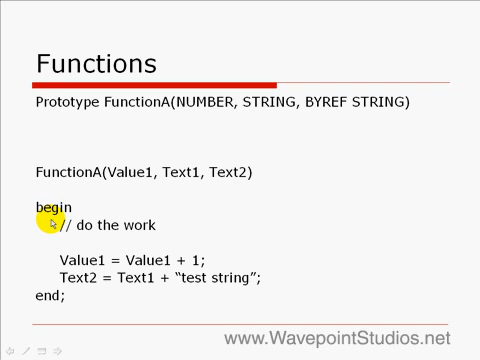 Functions
Prototype FunctionA(NUMBER, STRING, BYREF STRING)
FunctionA(Value1, Text1, Text2)
begin
// do the work
Value1 = Value1 + 1;
Text2 = Text1 + “test string”;
end;
www.WavepointStudios.net